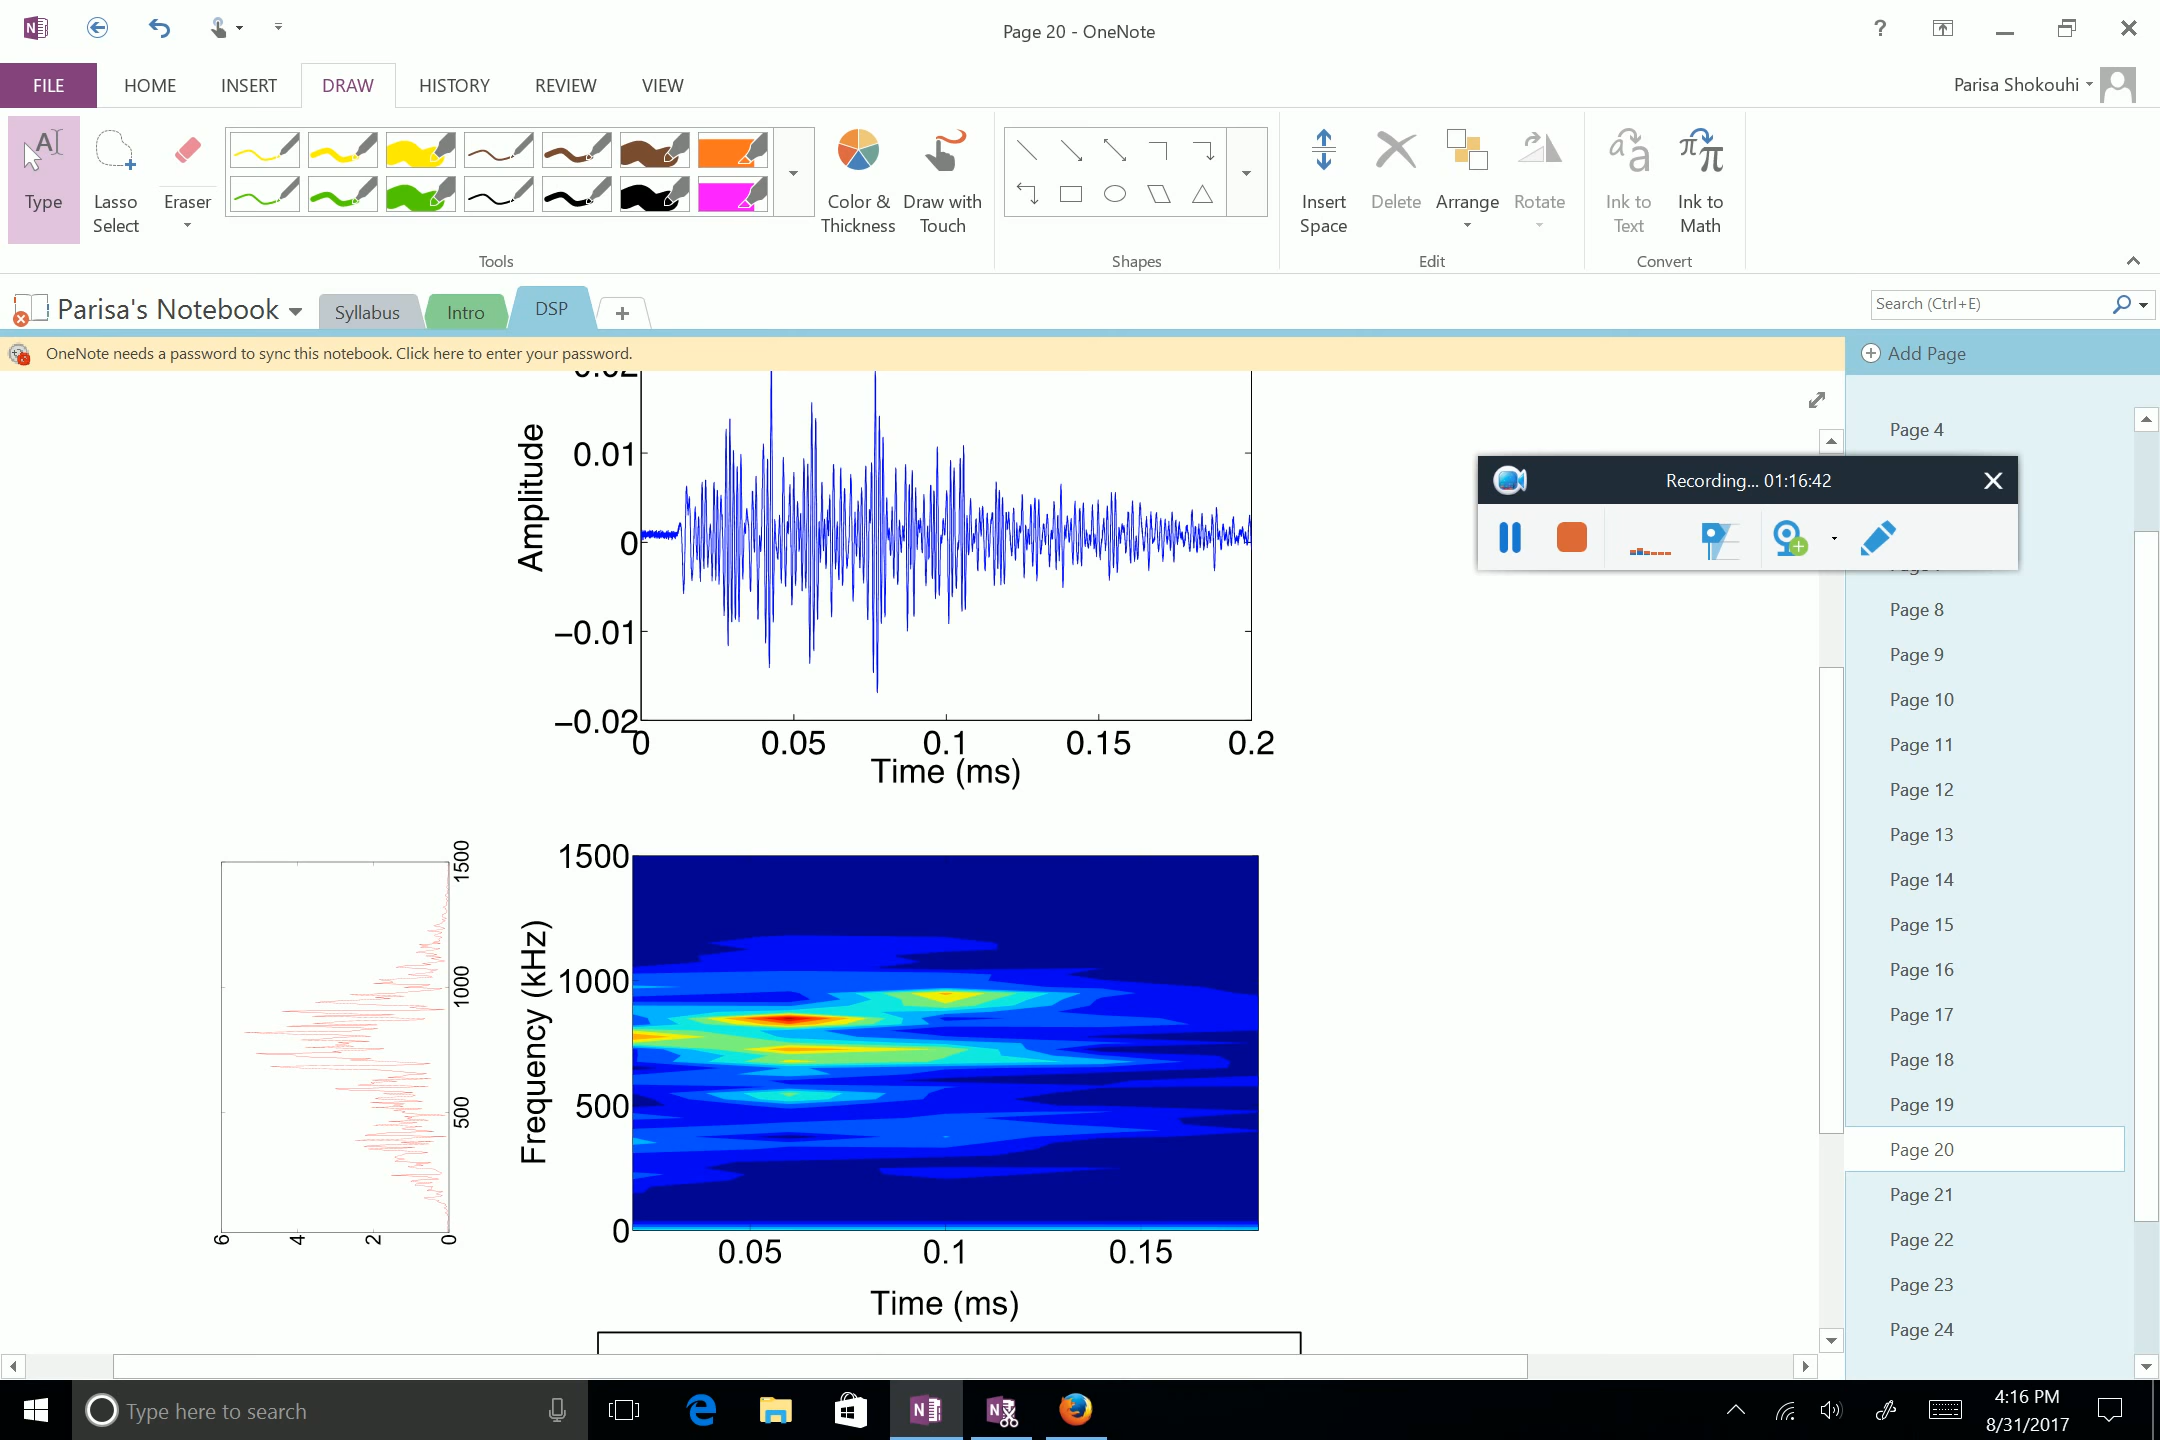 Page 20 - OneNote
?
FILE
HOME
INSERT
DRAW
HISTORY
REVIEW
VIEW
Parisa Shokouhi
Type
Lasso
Select
Eraser
Color &
Thickness
Draw with
Touch
Insert
Space
Delete
Arrange
Rotate
Ink to
Text
Ink to
Math
Tools
Shapes
Edit
Convert
Parisa's Notebook
Syllabus
Intro
DSP
Search (Ctrl+E)
OneNote needs a password to sync this notebook. Click here to enter your password.
Add Page
Page 4
Page 8
Page 9
Page 10
Page 11
Page 12
Page 13
Page 14
Page 15
Page 16
Page 17
Page 18
Page 19
Page 20
Page 21
Page 22
Page 23
Page 24
Recording... 01:16:42
Amplitude
0.02
0.01
0
−0.01
−0.02
0 0.05 0.1 0.15 0.2
Time (ms)
1500
1000
500
6 4 2 0
Frequency (kHz)
1500
1000
500
0
0.05 0.1 0.15
Time (ms)
Type here to search
4:16 PM
8/31/2017